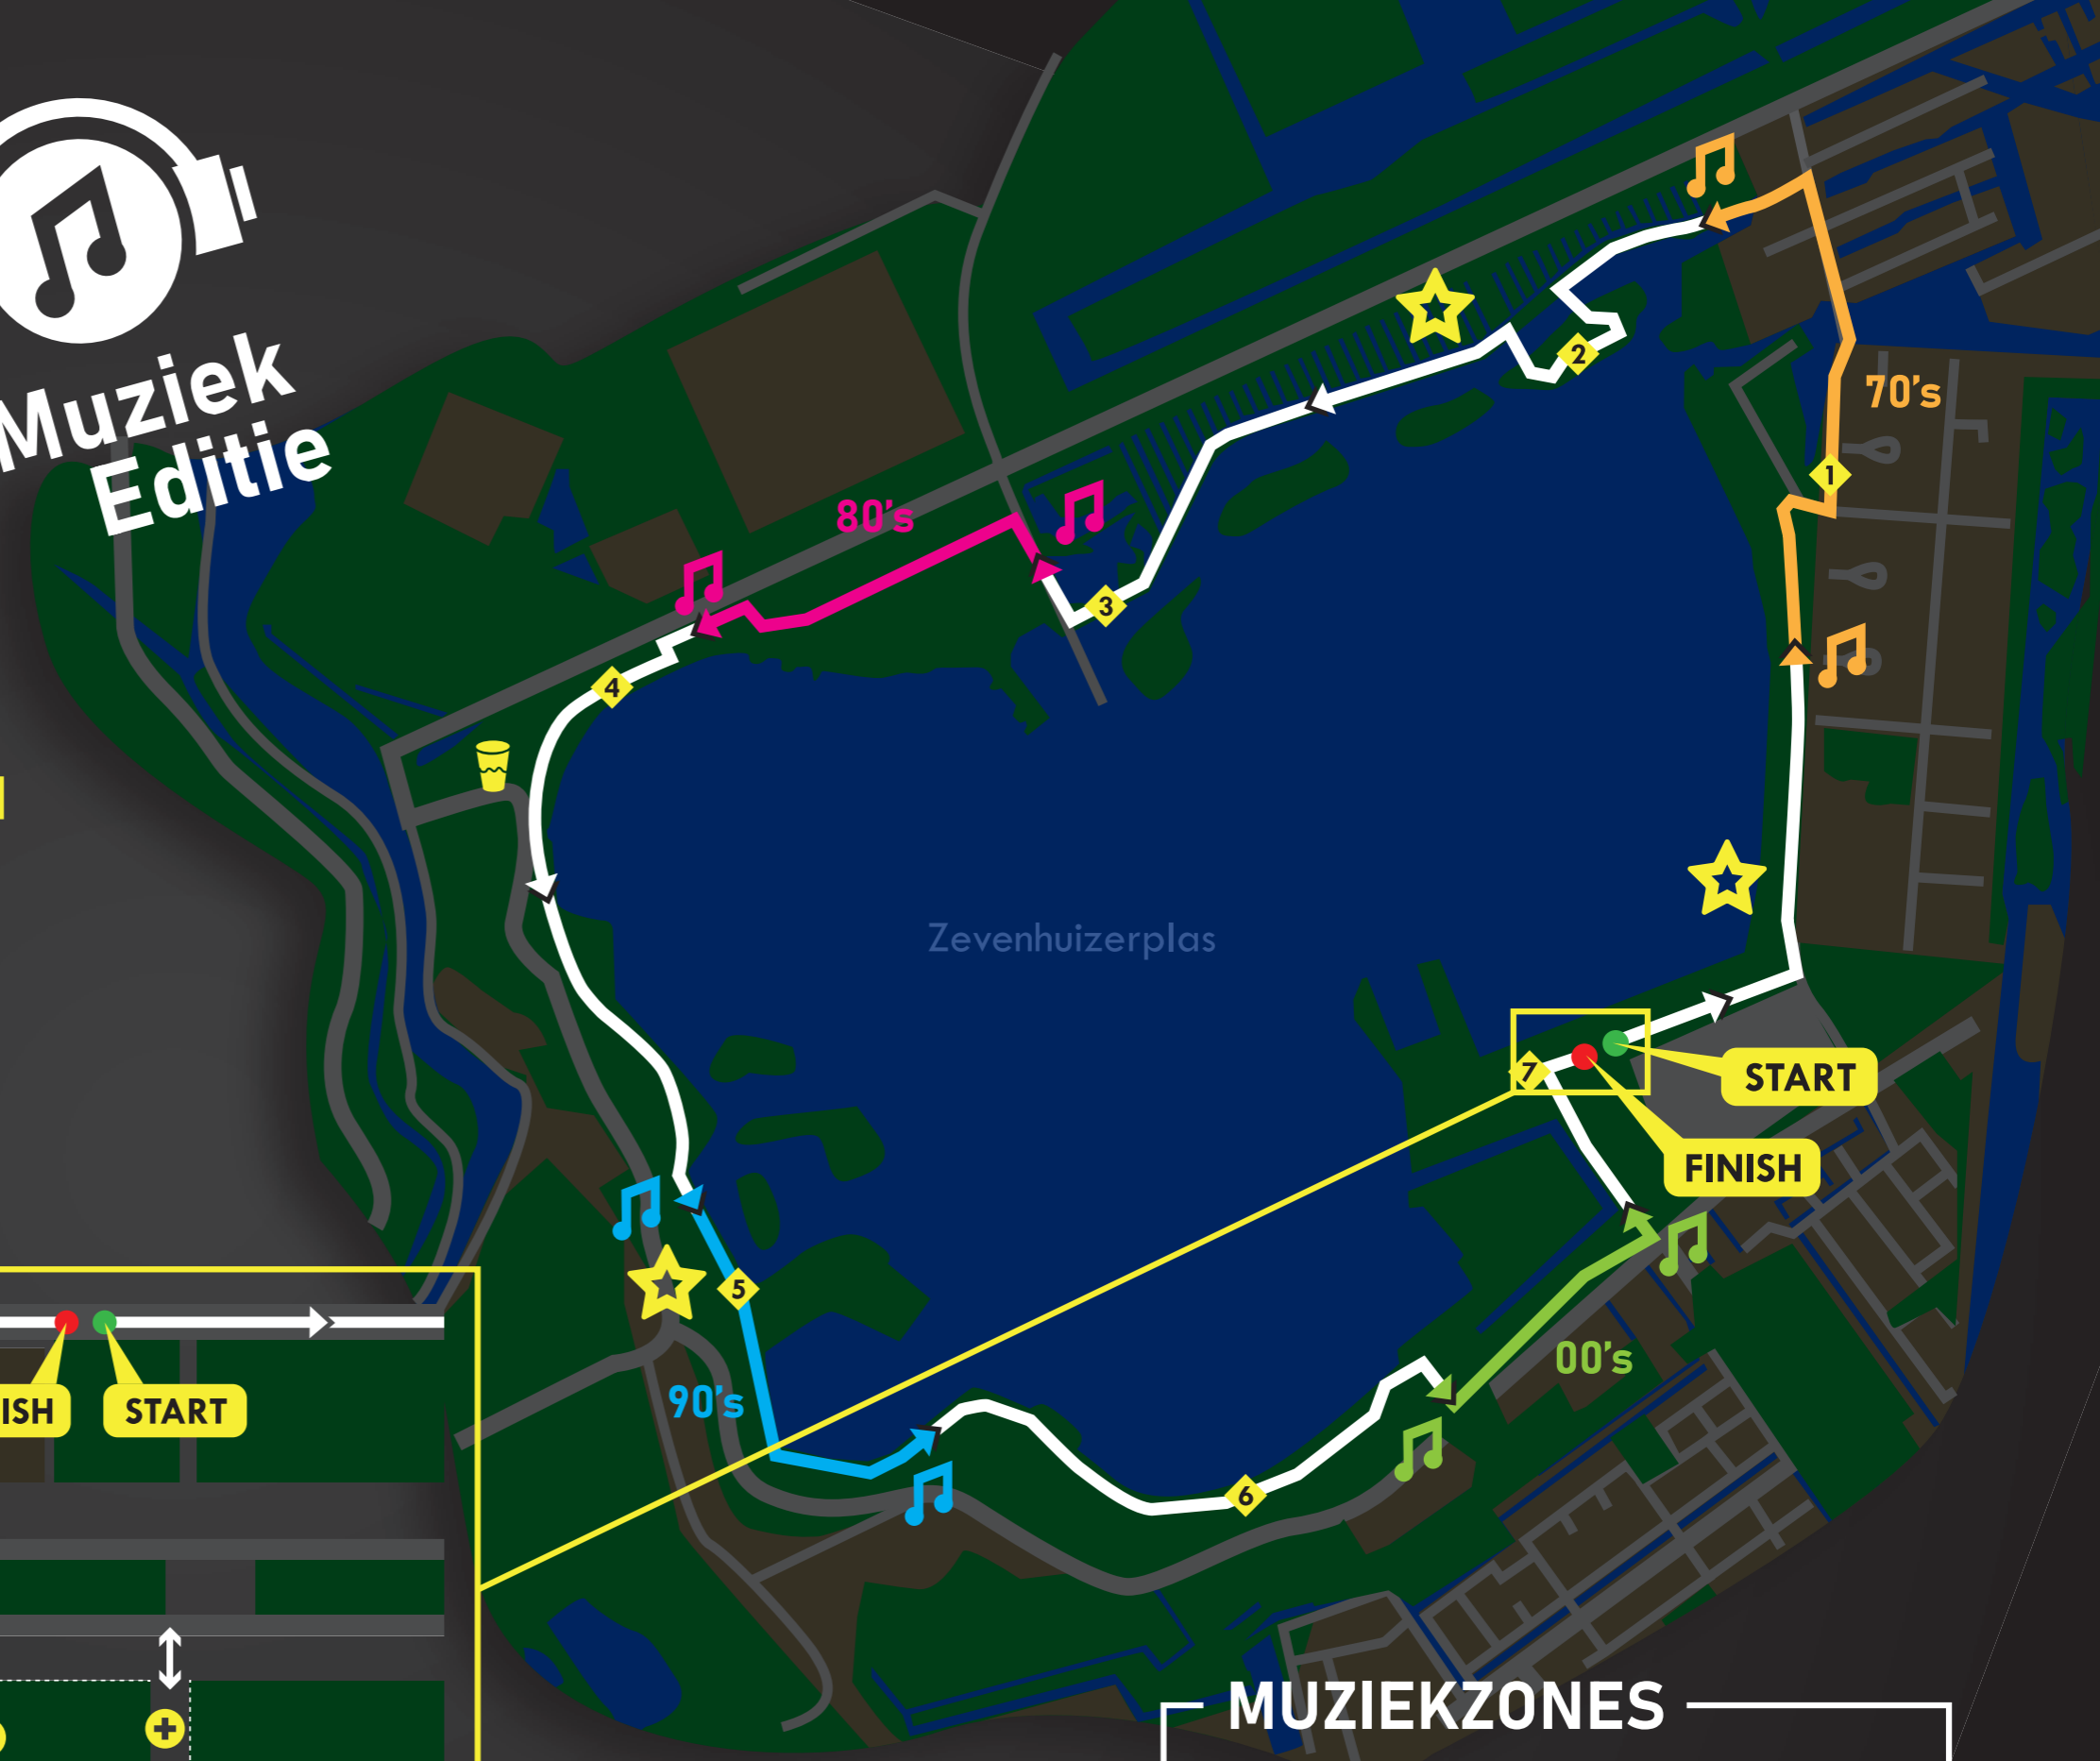 Muziek
Editie
70's
2
1
80's
3
4
Zevenhuizerplas
7
START
FINISH
5
90's
00's
6
ISH
START
MUZIEKZONES